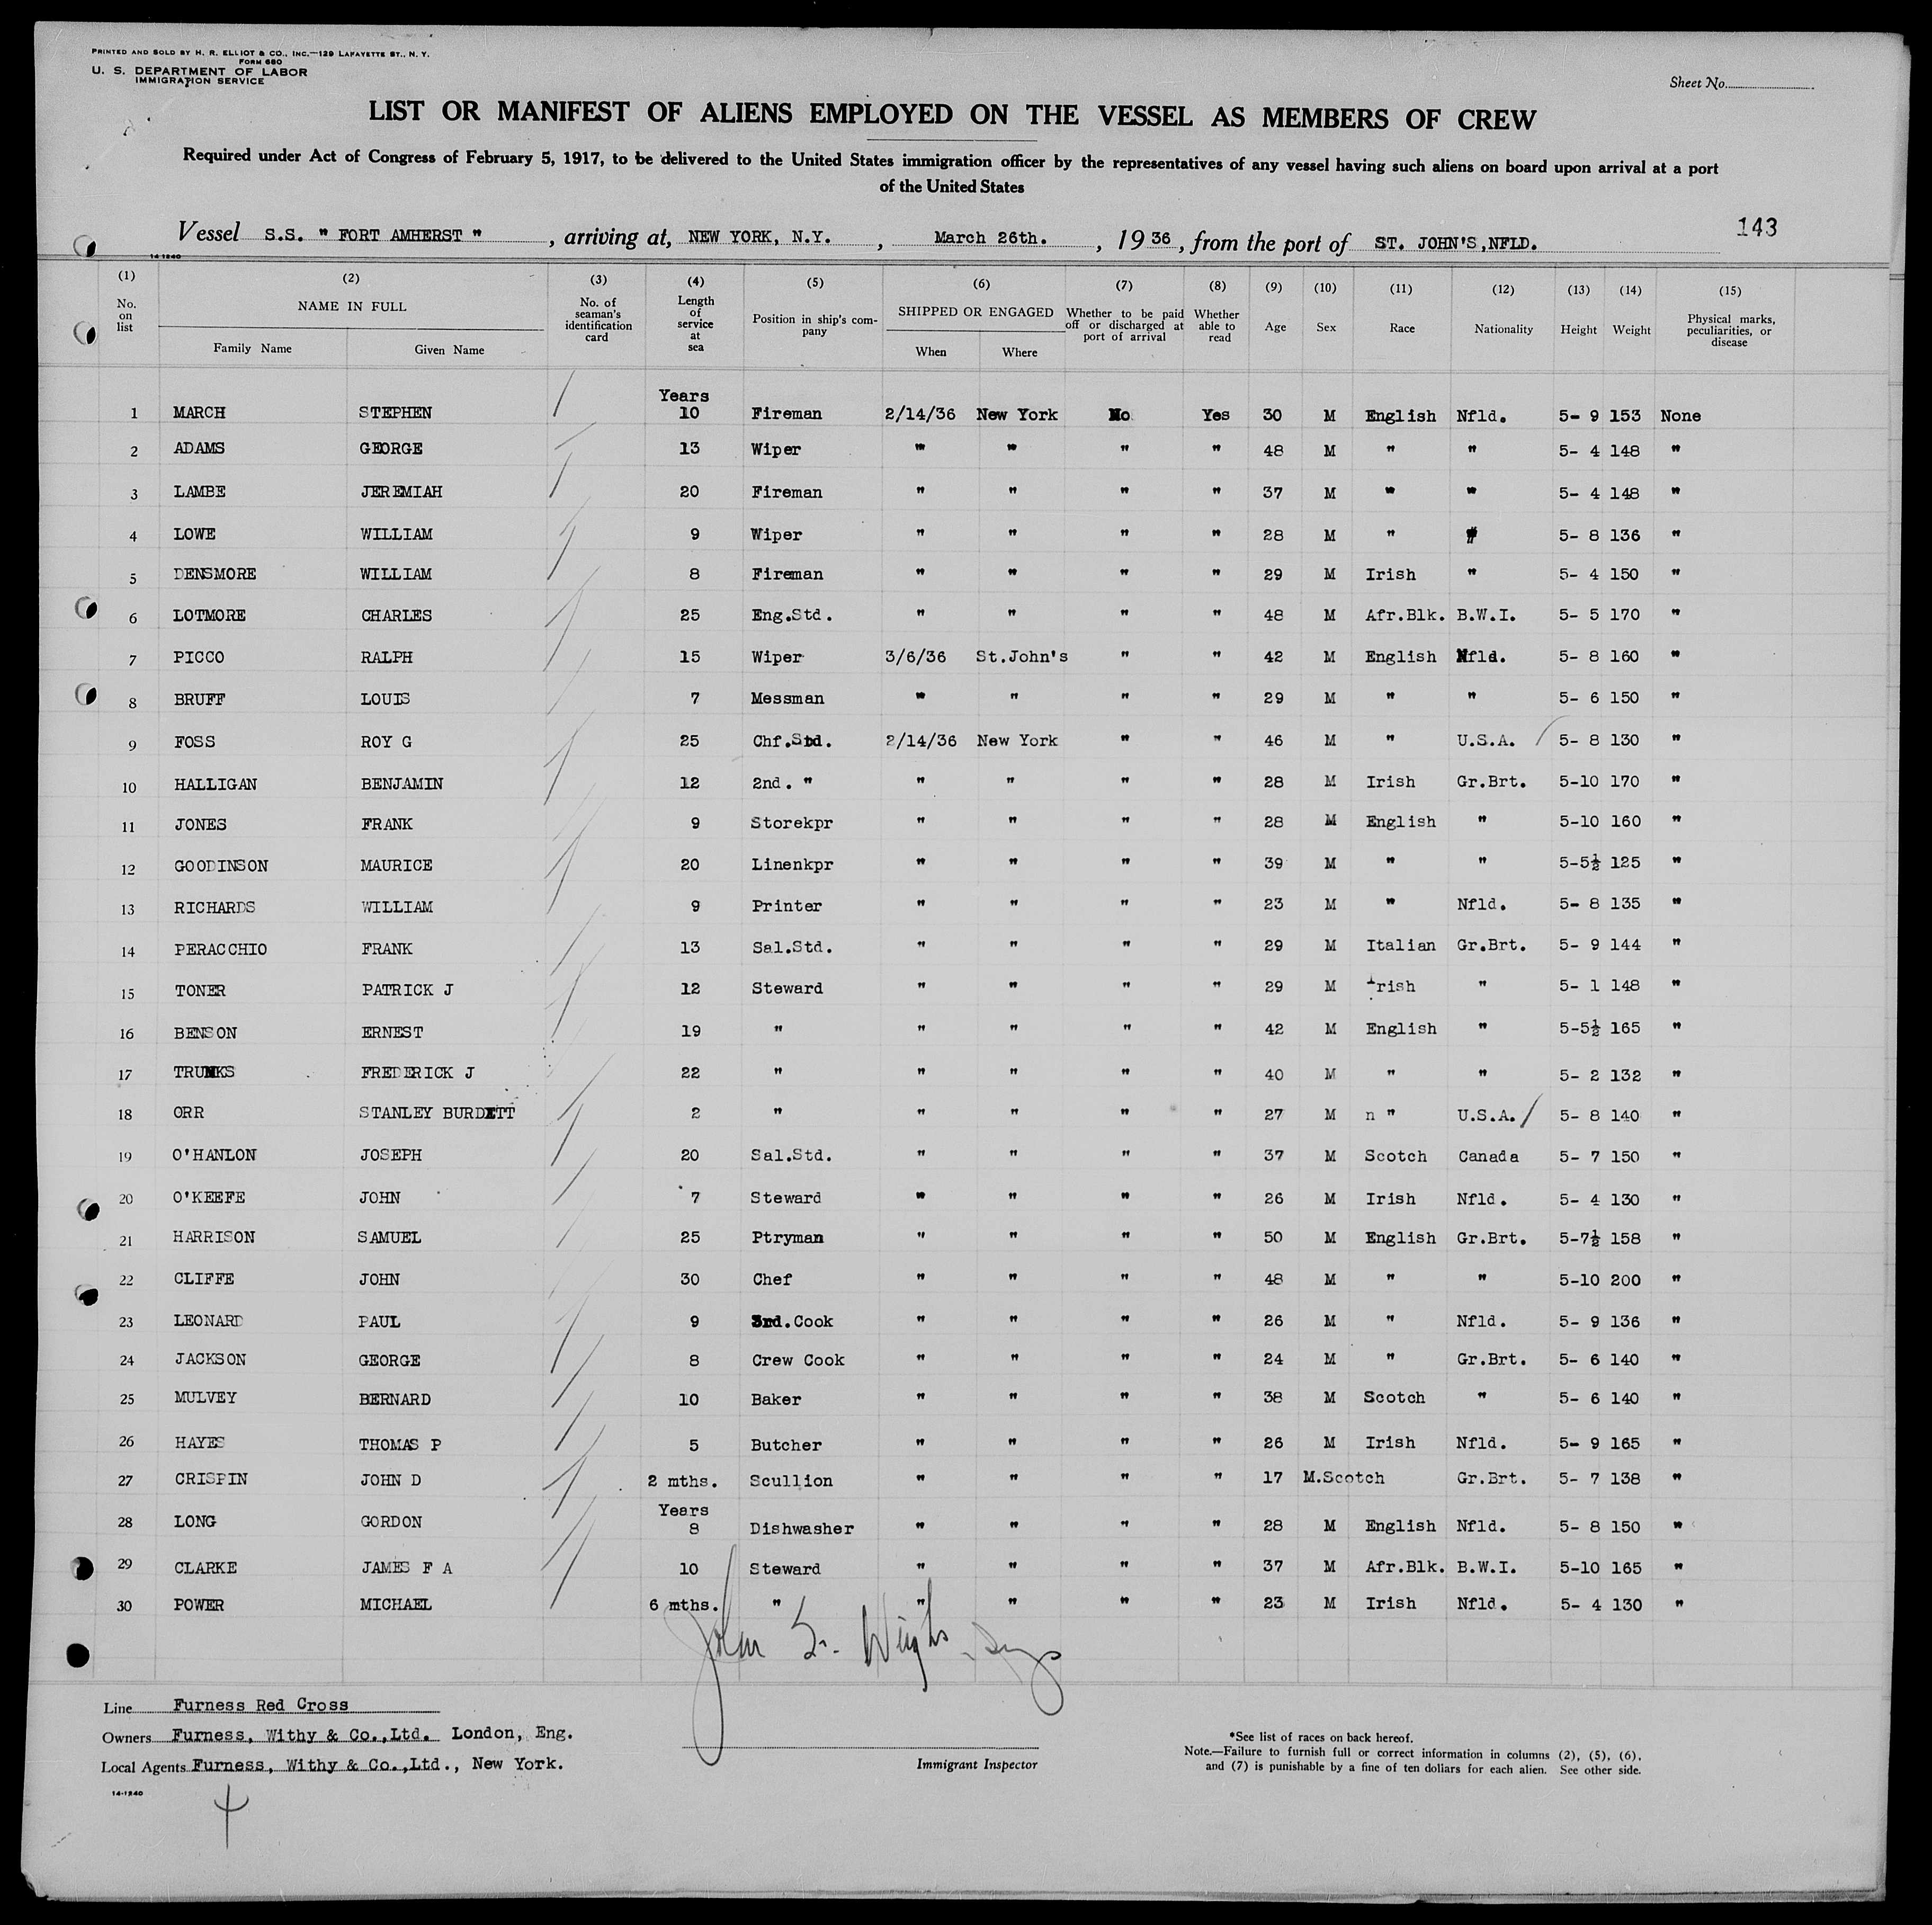 PRINTED AND SOLD BY H. R. ELLIOT & CO., INC.—129 LAFAYETTE ST., N. Y.
FORM 680
U. S. DEPARTMENT OF LABOR
IMMIGRATION SERVICE
Sheet No.
LIST OR MANIFEST OF ALIENS EMPLOYED ON THE VESSEL AS MEMBERS OF CREW
Required under Act of Congress of February 5, 1917, to be delivered to the United States immigration officer by the representatives of any vessel having such aliens on board upon arrival at a port
of the United States
143
Vessel S.S. " FORT AMHERST " , arriving at, NEW YORK, N.Y. , March 26th. , 19 36 , from the port of ST. JOHN'S,NFLD.
14-1240
(1) (2) (3) (4) (5) (6) (7) (8) (9) (10) (11) (12) (13) (14) (15)
No. on list NAME IN FULL Family Name Given Name No. of seaman's identification card Length of service at sea Position in ship's company SHIPPED OR ENGAGED When Where Whether to be paid off or discharged at port of arrival Whether able to read Age Sex Race Nationality Height Weight Physical marks, peculiarities, or disease
Years
1 MARCH STEPHEN 10 Fireman 2/14/36 New York No Yes 30 M English Nfld. 5- 9 153 None
2 ADAMS GEORGE 13 Wiper " " " " 48 M " " 5- 4 148 "
3 LAMBE JEREMIAH 20 Fireman " " " " 37 M " " 5- 4 148 "
4 LOWE WILLIAM 9 Wiper " " " " 28 M " " 5- 8 136 "
5 DENSMORE WILLIAM 8 Fireman " " " " 29 M Irish " 5- 4 150 "
6 LOTMORE CHARLES 25 Eng.Std. " " " " 48 M Afr.Blk. B.W.I. 5- 5 170 "
7 PICCO RALPH 15 Wiper 3/6/36 St.John's " " 42 M English Nfld. 5- 8 160 "
8 BRUFF LOUIS 7 Messman " " " " 29 M " " 5- 6 150 "
9 FOSS ROY G 25 Chf.Std. 2/14/36 New York " " 46 M " U.S.A. 5- 8 130 "
10 HALLIGAN BENJAMIN 12 2nd. " " " " " 28 M Irish Gr.Brt. 5-10 170 "
11 JONES FRANK 9 Storekpr " " " " 28 M English " 5-10 160 "
12 GOODINSON MAURICE 20 Linenkpr " " " " 39 M " " 5-5½ 125 "
13 RICHARDS WILLIAM 9 Printer " " " " 23 M " Nfld. 5- 8 135 "
14 PERACCHIO FRANK 13 Sal.Std. " " " " 29 M Italian Gr.Brt. 5- 9 144 "
15 TONER PATRICK J 12 Steward " " " " 29 M Irish " 5- 1 148 "
16 BENSON ERNEST 19 " " " " " 42 M English " 5-5½ 165 "
17 TRUNKS FREDERICK J 22 " " " " " 40 M " " 5- 2 132 "
18 ORR STANLEY BURDETT 2 " " " " " 27 M n " U.S.A. 5- 8 140 "
19 O'HANLON JOSEPH 20 Sal.Std. " " " " 37 M Scotch Canada 5- 7 150 "
20 O'KEEFE JOHN 7 Steward " " " " 26 M Irish Nfld. 5- 4 130 "
21 HARRISON SAMUEL 25 Ptryman " " " " 50 M English Gr.Brt. 5-7½ 158 "
22 CLIFFE JOHN 30 Chef " " " " 48 M " " 5-10 200 "
23 LEONARD PAUL 9 3rd.Cook " " " " 26 M " Nfld. 5- 9 136 "
24 JACKSON GEORGE 8 Crew Cook " " " " 24 M " Gr.Brt. 5- 6 140 "
25 MULVEY BERNARD 10 Baker " " " " 38 M Scotch " 5- 6 140 "
26 HAYES THOMAS P 5 Butcher " " " " 26 M Irish Nfld. 5- 9 165 "
27 CRISPIN JOHN D 2 mths. Scullion " " " " 17 M.Scotch Gr.Brt. 5- 7 138 "
Years
28 LONG GORDON 8 Dishwasher " " " " 28 M English Nfld. 5- 8 150 "
29 CLARKE JAMES F A 10 Steward " " " " 37 M Afr.Blk. B.W.I. 5-10 165 "
30 POWER MICHAEL 6 mths. " " " " " 23 M Irish Nfld. 5- 4 130 "
John
Line Furness Red Cross
Owners Furness, Withy & Co.,Ltd. London, Eng.
Local Agents Furness, Withy & Co.,Ltd., New York.
14-1240
Immigrant Inspector
*See list of races on back hereof.
Note.—Failure to furnish full or correct information in columns (2), (5), (6),
and (7) is punishable by a fine of ten dollars for each alien. See other side.